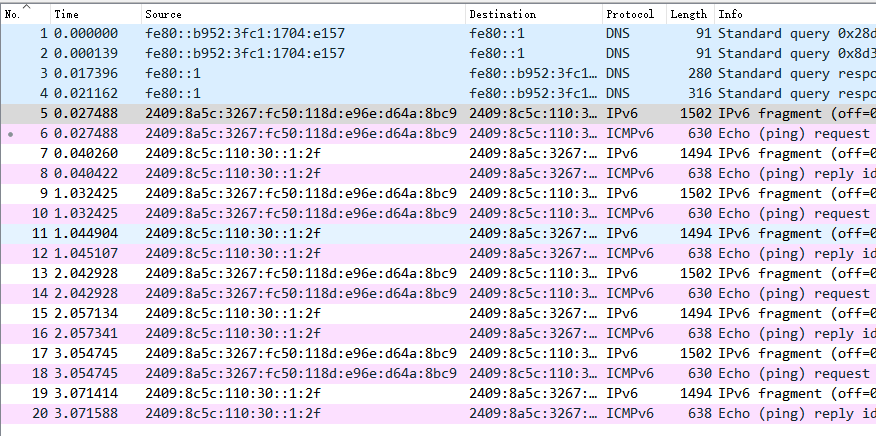 No. Time Source Destination Protocol Length Info
1 0.000000 fe80::b952:3fc1:1704:e157 fe80::1 DNS 91 Standard query 0x28d
2 0.000139 fe80::b952:3fc1:1704:e157 fe80::1 DNS 91 Standard query 0x8d3
3 0.017396 fe80::1 fe80::b952:3fc1… DNS 280 Standard query respo
4 0.021162 fe80::1 fe80::b952:3fc1… DNS 316 Standard query respo
5 0.027488 2409:8a5c:3267:fc50:118d:e96e:d64a:8bc9 2409:8c5c:110:3… IPv6 1502 IPv6 fragment (off=0
6 0.027488 2409:8a5c:3267:fc50:118d:e96e:d64a:8bc9 2409:8c5c:110:3… ICMPv6 630 Echo (ping) request
7 0.040260 2409:8c5c:110:30::1:2f 2409:8a5c:3267:… IPv6 1494 IPv6 fragment (off=0
8 0.040422 2409:8c5c:110:30::1:2f 2409:8a5c:3267:… ICMPv6 638 Echo (ping) reply id
9 1.032425 2409:8a5c:3267:fc50:118d:e96e:d64a:8bc9 2409:8c5c:110:3… IPv6 1502 IPv6 fragment (off=0
10 1.032425 2409:8a5c:3267:fc50:118d:e96e:d64a:8bc9 2409:8c5c:110:3… ICMPv6 630 Echo (ping) request
11 1.044904 2409:8c5c:110:30::1:2f 2409:8a5c:3267:… IPv6 1494 IPv6 fragment (off=0
12 1.045107 2409:8c5c:110:30::1:2f 2409:8a5c:3267:… ICMPv6 638 Echo (ping) reply id
13 2.042928 2409:8a5c:3267:fc50:118d:e96e:d64a:8bc9 2409:8c5c:110:3… IPv6 1502 IPv6 fragment (off=0
14 2.042928 2409:8a5c:3267:fc50:118d:e96e:d64a:8bc9 2409:8c5c:110:3… ICMPv6 630 Echo (ping) request
15 2.057134 2409:8c5c:110:30::1:2f 2409:8a5c:3267:… IPv6 1494 IPv6 fragment (off=0
16 2.057341 2409:8c5c:110:30::1:2f 2409:8a5c:3267:… ICMPv6 638 Echo (ping) reply id
17 3.054745 2409:8a5c:3267:fc50:118d:e96e:d64a:8bc9 2409:8c5c:110:3… IPv6 1502 IPv6 fragment (off=0
18 3.054745 2409:8a5c:3267:fc50:118d:e96e:d64a:8bc9 2409:8c5c:110:3… ICMPv6 630 Echo (ping) request
19 3.071414 2409:8c5c:110:30::1:2f 2409:8a5c:3267:… IPv6 1494 IPv6 fragment (off=0
20 3.071588 2409:8c5c:110:30::1:2f 2409:8a5c:3267:… ICMPv6 638 Echo (ping) reply id